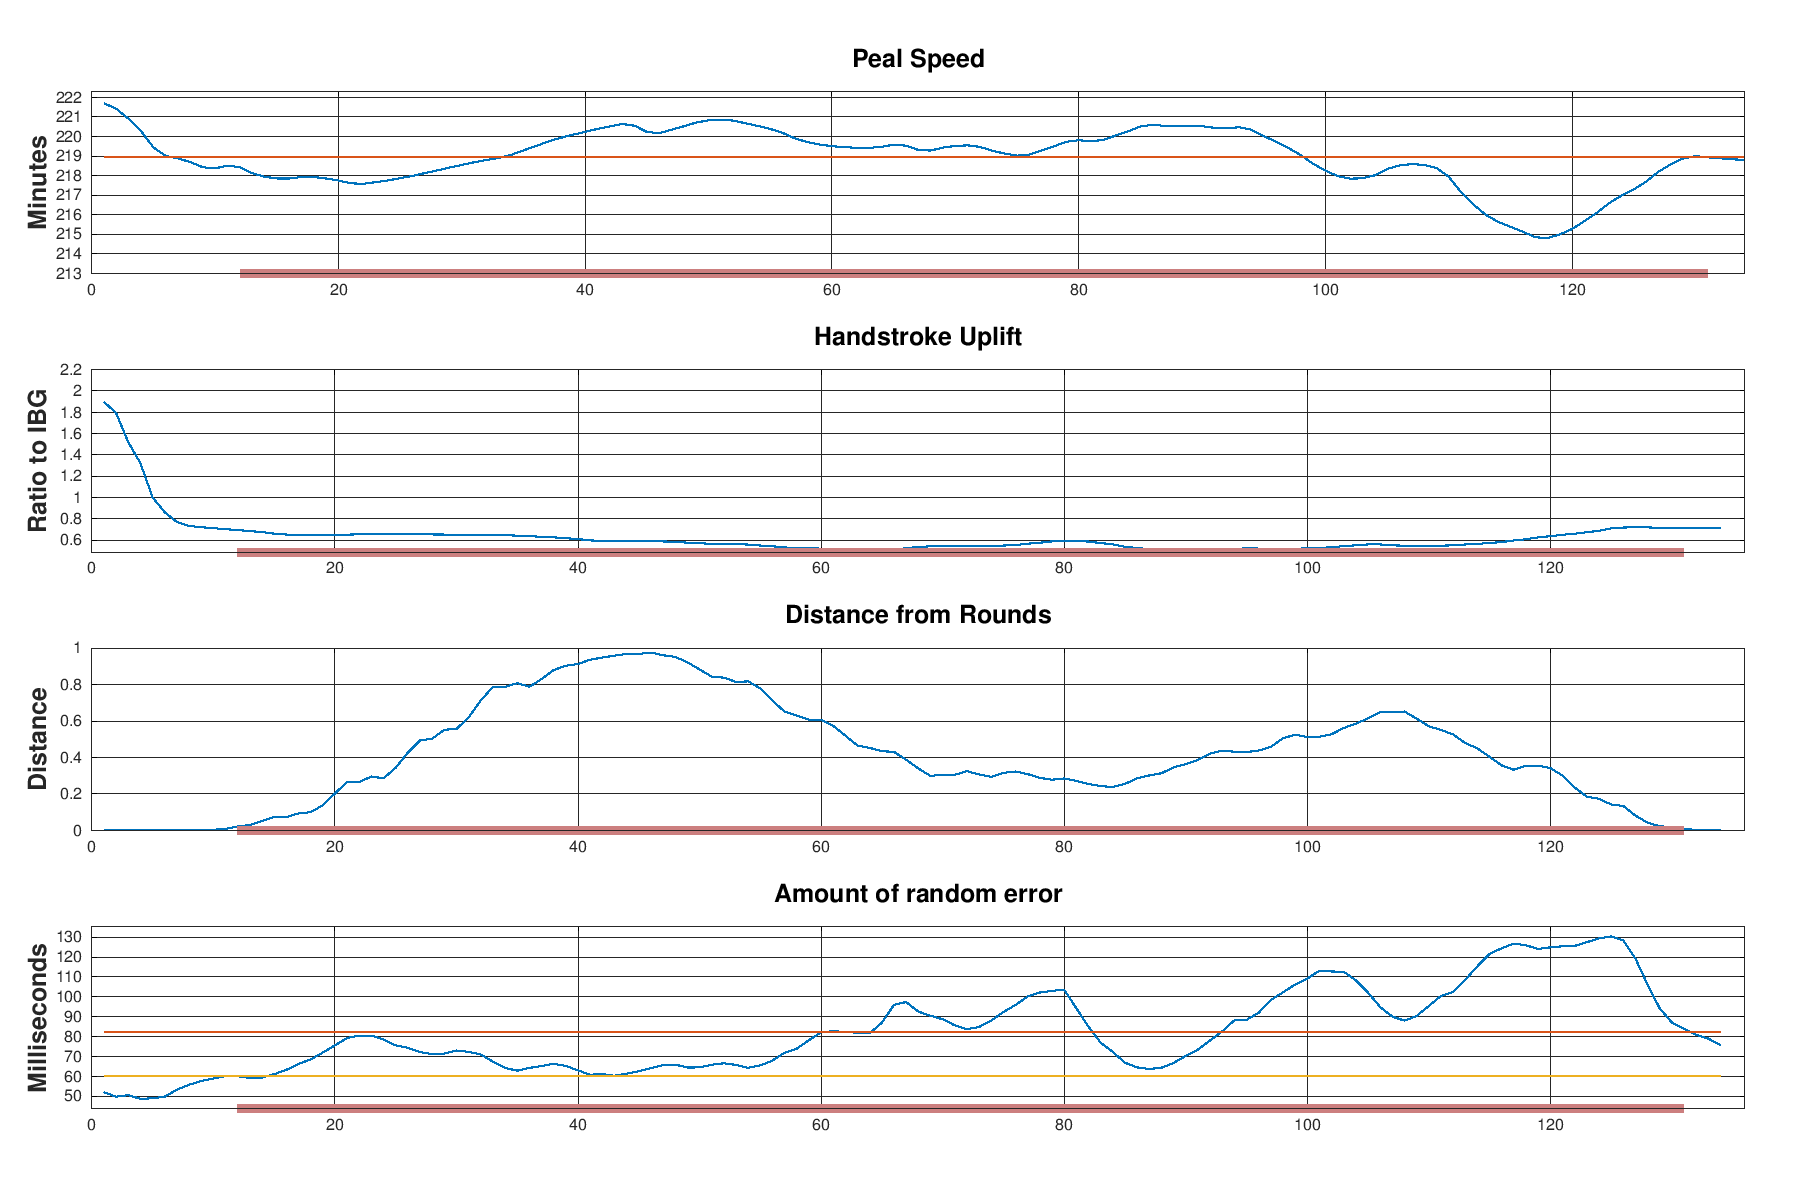 Peal Speed
Minutes
222
221
220
219
218
217
216
215
214
213
0 20 40 60 80 100 120
Handstroke Uplift
Ratio to IBG
2.2
2
1.8
1.6
1.4
1.2
1
0.8
0.6
0 20 40 60 80 100 120
Distance from Rounds
Distance
1
0.8
0.6
0.4
0.2
0
0 20 40 60 80 100 120
Amount of random error
Milliseconds
130
120
110
100
90
80
70
60
50
0 20 40 60 80 100 120